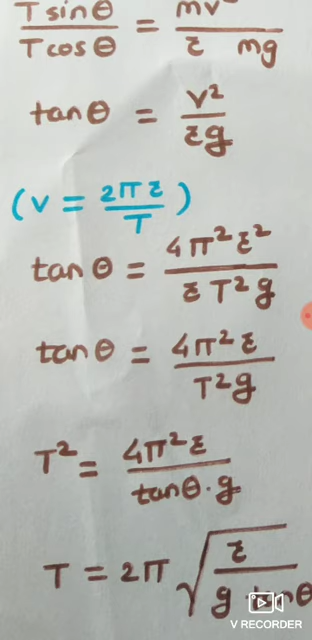 T sinθ / T cosθ = mv² / r mg
tanθ = v² / rg
(v = 2πr / T)
tanθ = 4π²r² / r T²g
tanθ = 4π²r / T²g
T² = 4π²r / tanθ.g
T = 2π √(r / g tanθ)
V RECORDER